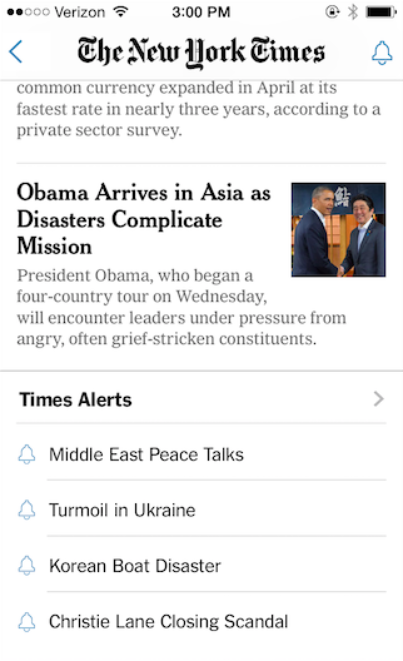 Verizon 3:00 PM
The New York Times
common currency expanded in April at its
fastest rate in nearly three years, according to a
private sector survey.
Obama Arrives in Asia as
Disasters Complicate
Mission
President Obama, who began a
four-country tour on Wednesday,
will encounter leaders under pressure from
angry, often grief-stricken constituents.
Times Alerts
Middle East Peace Talks
Turmoil in Ukraine
Korean Boat Disaster
Christie Lane Closing Scandal